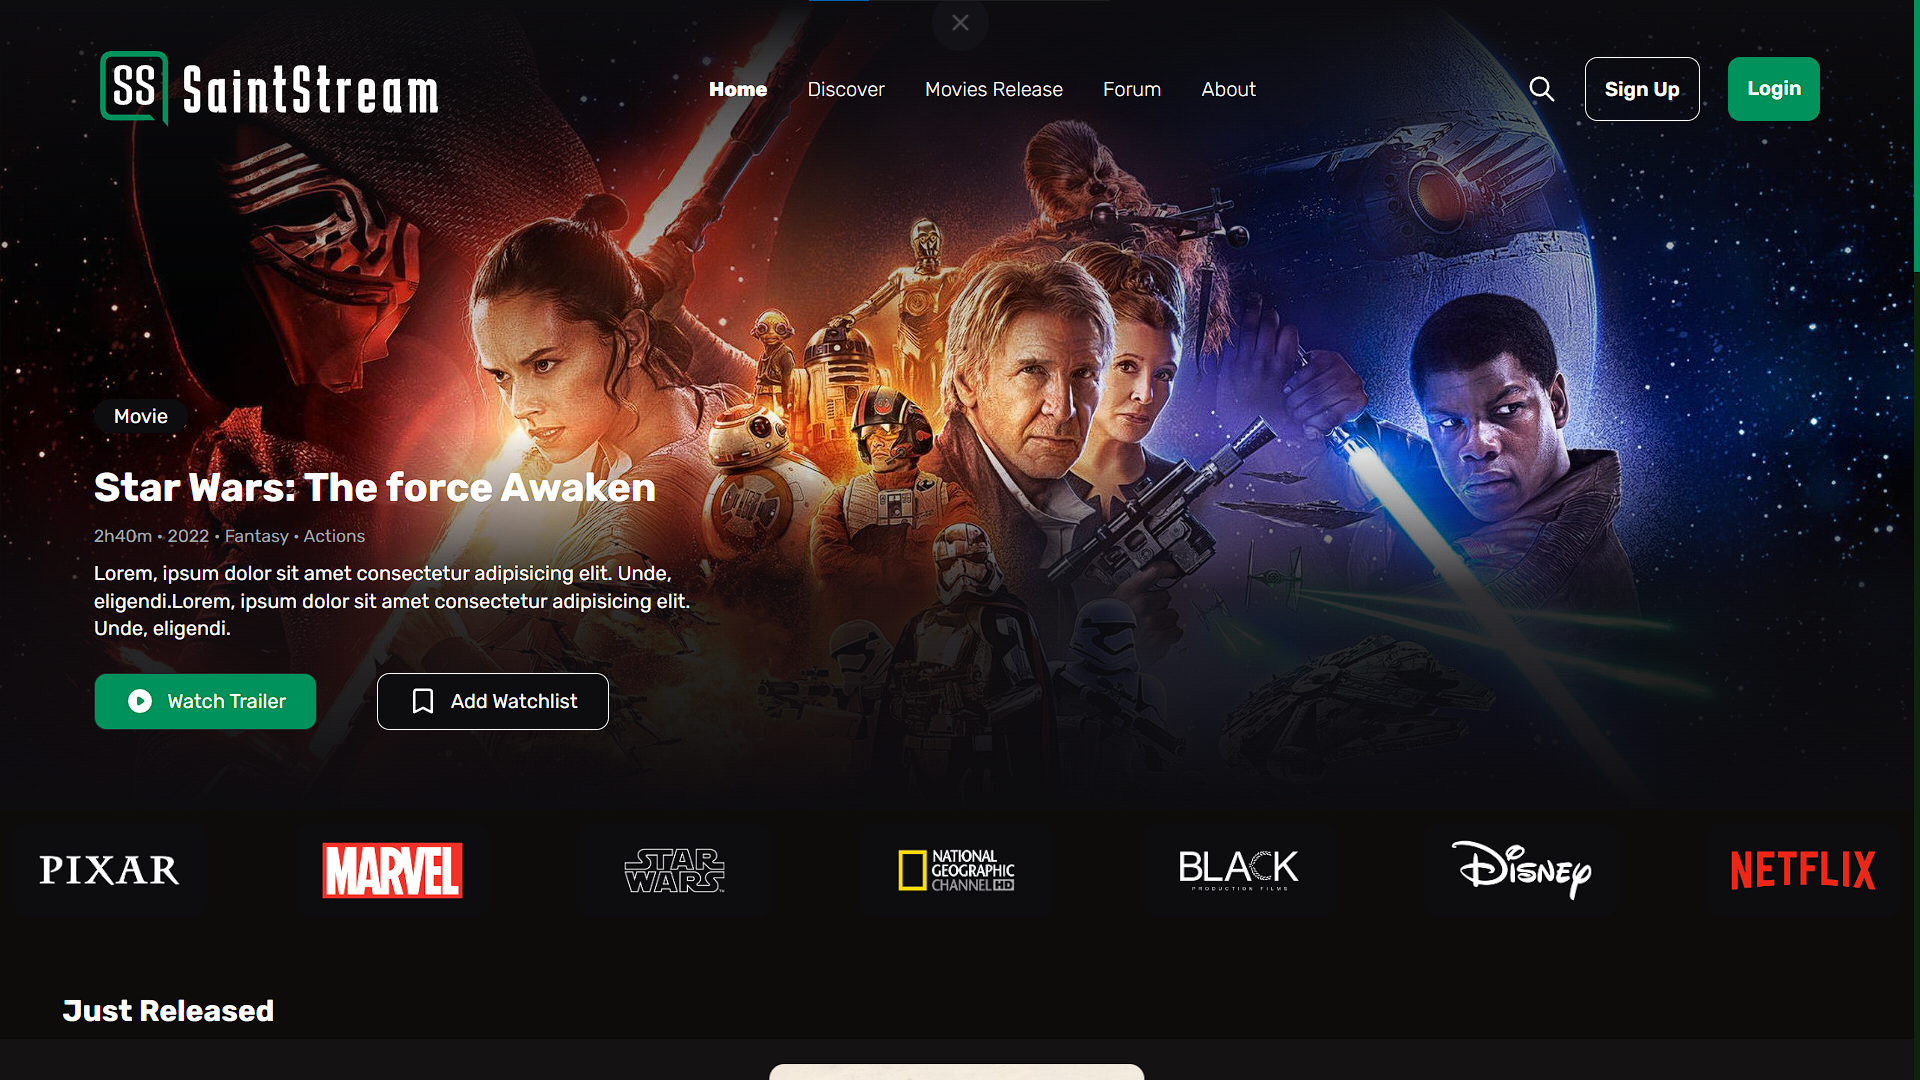 SS SaintStream
Home Discover Movies Release Forum About
Sign Up
Login
Movie
Star Wars: The force Awaken
2h40m • 2022 • Fantasy • Actions
Lorem, ipsum dolor sit amet consectetur adipisicing elit. Unde,
eligendi.Lorem, ipsum dolor sit amet consectetur adipisicing elit.
Unde, eligendi.
Watch Trailer
Add Watchlist
PIXAR
MARVEL
STAR
WARS
NATIONAL
GEOGRAPHIC
CHANNEL HD
BLACK
PRODUCTION FILMS
Disney
NETFLIX
Just Released